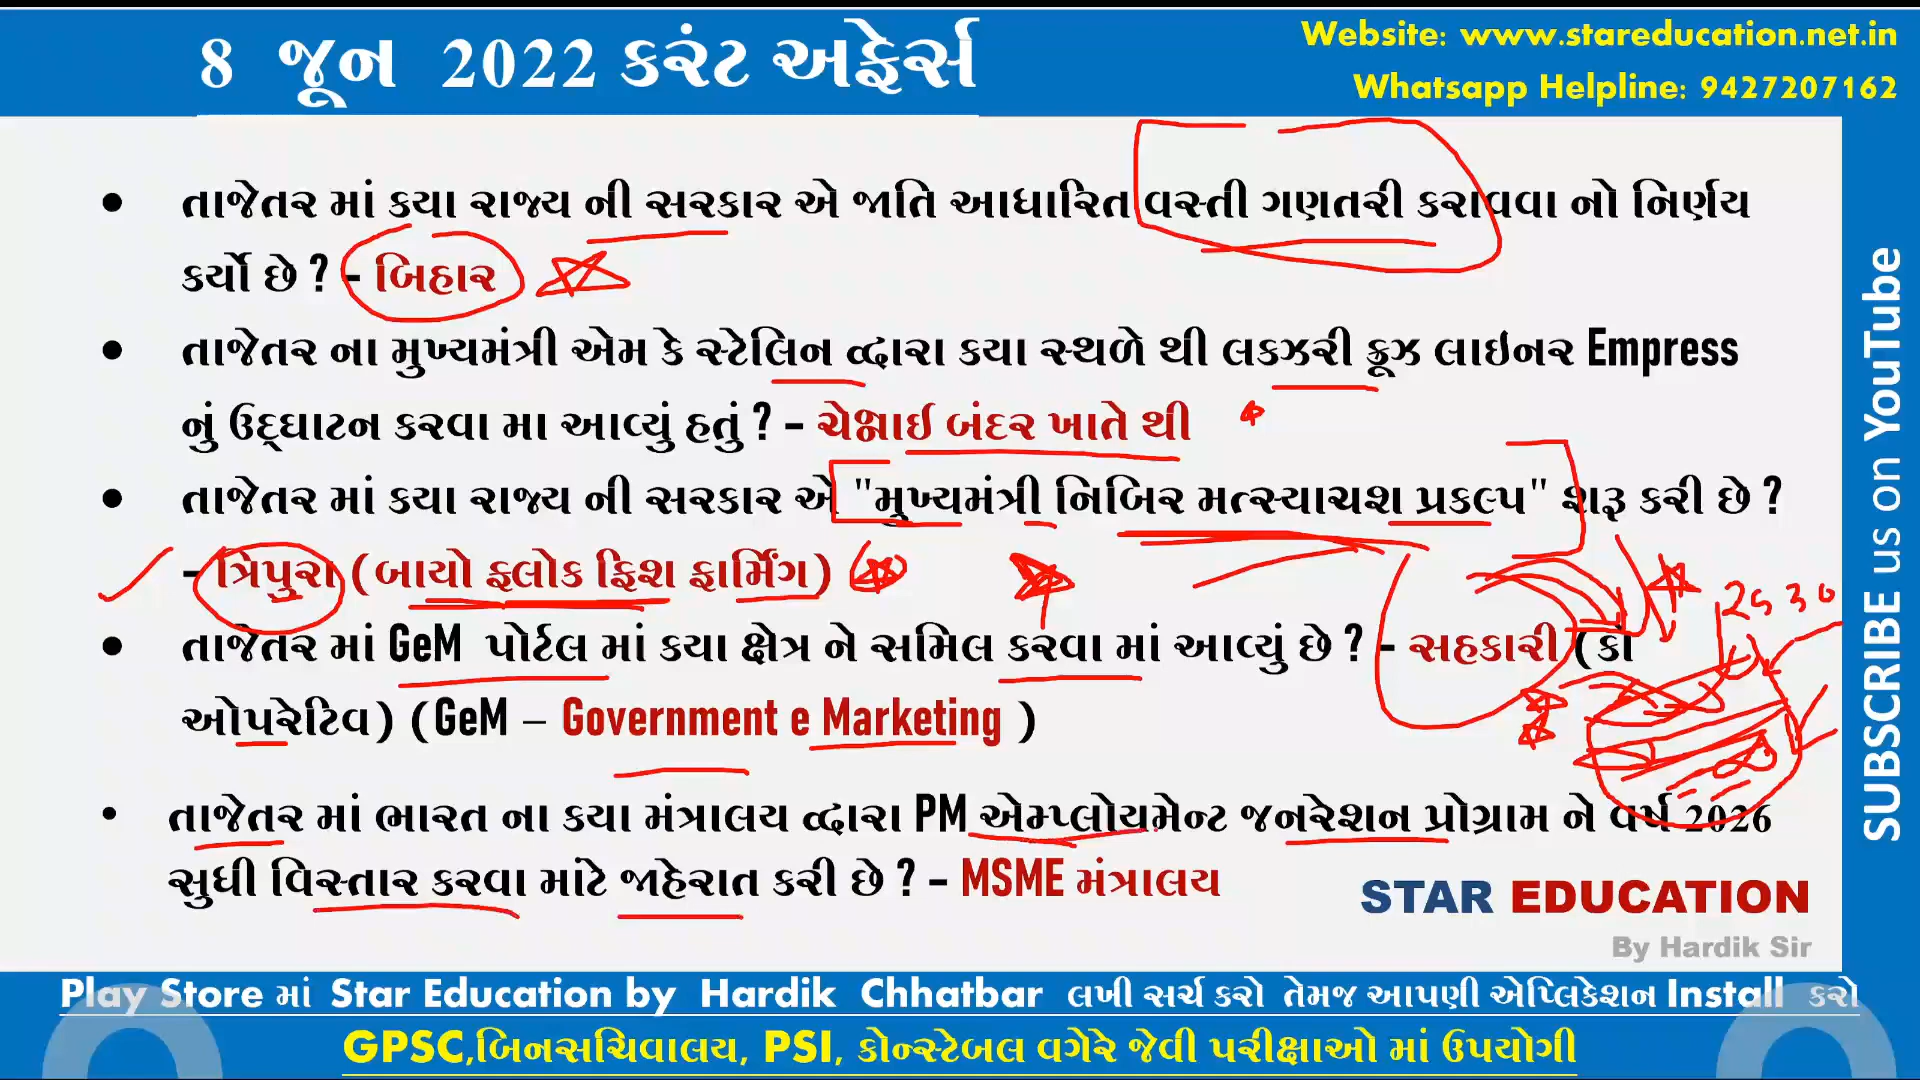 8 જૂન 2022 કરંટ અફેર્સ
Website: www.stareducation.net.in
Whatsapp Helpline: 9427207162
• તાજેતર માં કયા રાજ્ય ની સરકાર એ જાતિ આધારિત વસ્તી ગણતરી કરાવવા નો નિર્ણય
કર્યો છે ? - બિહાર
• તાજેતર ના મુખ્યમંત્રી એમ કે સ્ટેલિન દ્વારા કયા સ્થળે થી લકઝરી ક્રૂઝ લાઇનર Empress
નું ઉદ્ઘાટન કરવા મા આવ્યું હતું ? – ચેન્નાઈ બંદર ખાતે થી
• તાજેતર માં કયા રાજ્ય ની સરકાર એ "મુખ્યમંત્રી નિબિર મત્સ્યાચશ પ્રકલ્પ" શરૂ કરી છે ?
- ત્રિપુરા (બાયો ફ્લોક ફિશ ફાર્મિંગ)
• તાજેતર માં GeM પોર્ટલ માં કયા ક્ષેત્ર ને સમિલ કરવા માં આવ્યું છે ? - સહકારી (કો
ઓપરેટિવ) (GeM – Government e Marketing )
• તાજેતર માં ભારત ના કયા મંત્રાલય દ્વારા PM એમ્પ્લોયમેન્ટ જનરેશન પ્રોગ્રામ ને વર્ષ 2026
સુધી વિસ્તાર કરવા માટે જાહેરાત કરી છે ? – MSME મંત્રાલય
STAR EDUCATION
By Hardik Sir
SUBSCRIBE us on YouTube
Play Store માં Star Education by Hardik Chhatbar લખી સર્ચ કરો તેમજ આપણી એપ્લિકેશન Install કરો
GPSC,બિનસચિવાલય, PSI, કોન્સ્ટેબલ વગેરે જેવી પરીક્ષાઓ માં ઉપયોગી